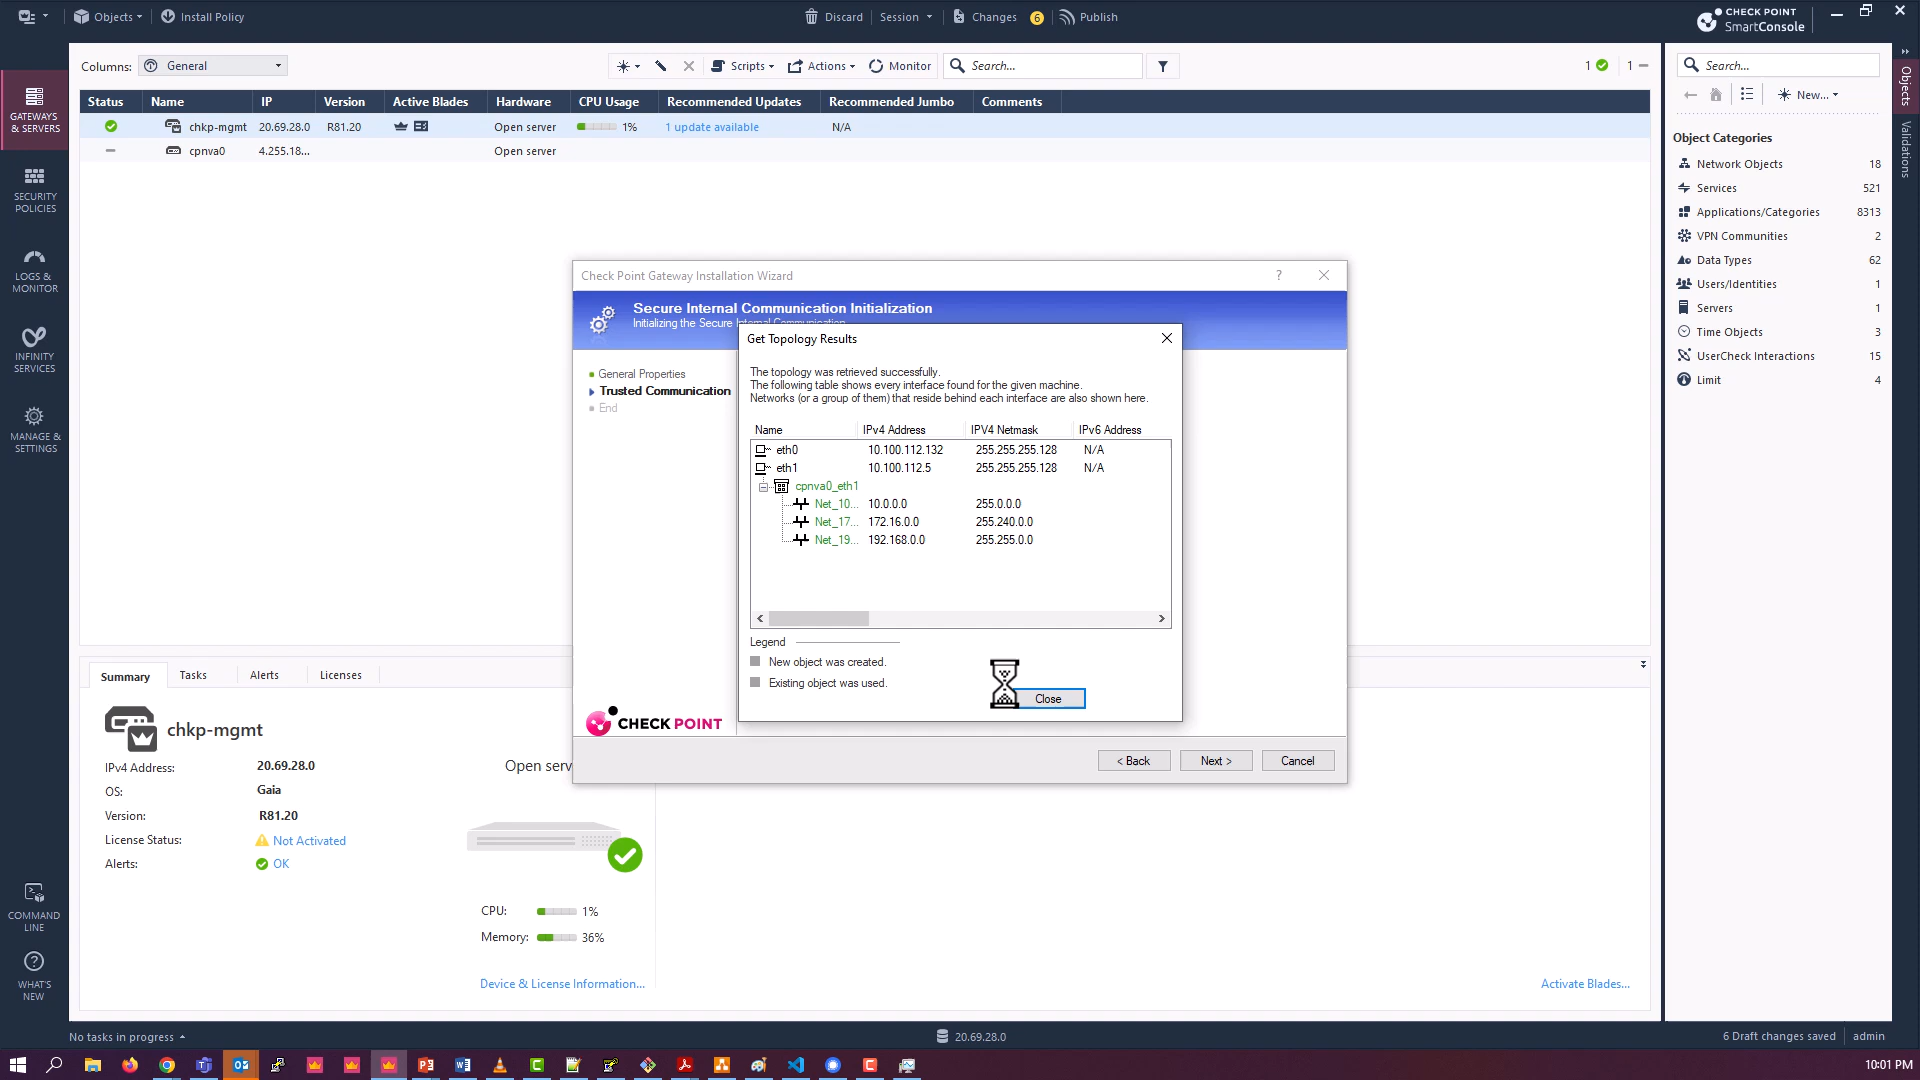 Objects
Install Policy
Discard
Session
Changes
6
Publish
CHECK POINT
SmartConsole
Columns:
General
Scripts
Actions
Monitor
Search...
1
1
Search...
New...
GATEWAYS
& SERVERS
SECURITY
POLICIES
LOGS &
MONITOR
INFINITY
SERVICES
MANAGE &
SETTINGS
COMMAND
LINE
WHAT'S
NEW
Status Name IP Version Active Blades Hardware CPU Usage Recommended Updates Recommended Jumbo Comments
chkp-mgmt 20.69.28.0 R81.20 Open server 1% 1 update available N/A
cpnva0 4.255.18... Open server
Objects
Validations
Object Categories
Network Objects 18
Services 521
Applications/Categories 8313
VPN Communities 2
Data Types 62
Users/Identities 1
Servers 1
Time Objects 3
UserCheck Interactions 15
Limit 4
Check Point Gateway Installation Wizard
?
Secure Internal Communication Initialization
Initializing the Secure Internal Communication
General Properties
Trusted Communication
End
Get Topology Results
The topology was retrieved successfully.
The following table shows every interface found for the given machine.
Networks (or a group of them) that reside behind each interface are also shown here.
Name IPv4 Address IPV4 Netmask IPv6 Address
eth0 10.100.112.132 255.255.255.128 N/A
eth1 10.100.112.5 255.255.255.128 N/A
cpnva0_eth1
Net_10... 10.0.0.0 255.0.0.0
Net_17... 172.16.0.0 255.240.0.0
Net_19... 192.168.0.0 255.255.0.0
Legend
New object was created.
Existing object was used.
Close
CHECK POINT
< Back
Next >
Cancel
Summary
Tasks
Alerts
Licenses
chkp-mgmt
IPv4 Address: 20.69.28.0
OS: Gaia
Version: R81.20
License Status: Not Activated
Alerts: OK
Open serv
CPU: 1%
Memory: 36%
Device & License Information...
Activate Blades...
No tasks in progress
20.69.28.0
6 Draft changes saved
admin
10:01 PM